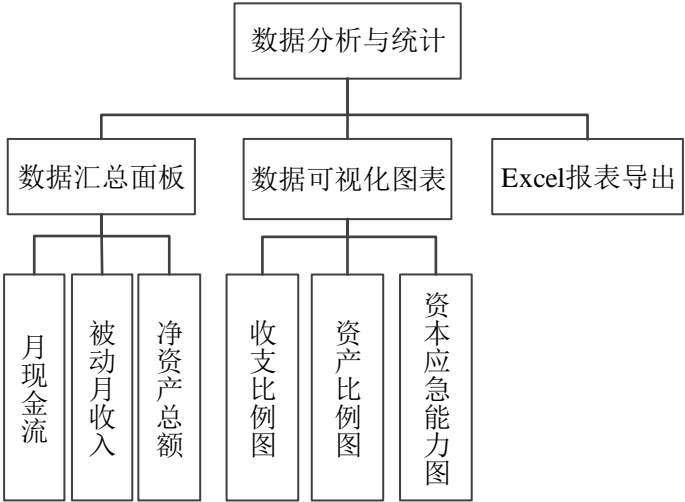 数据分析与统计
数据汇总面板
数据可视化图表
Excel报表导出
月现金流
被动月收入
净资产总额
收支比例图
资产比例图
资本应急能力图